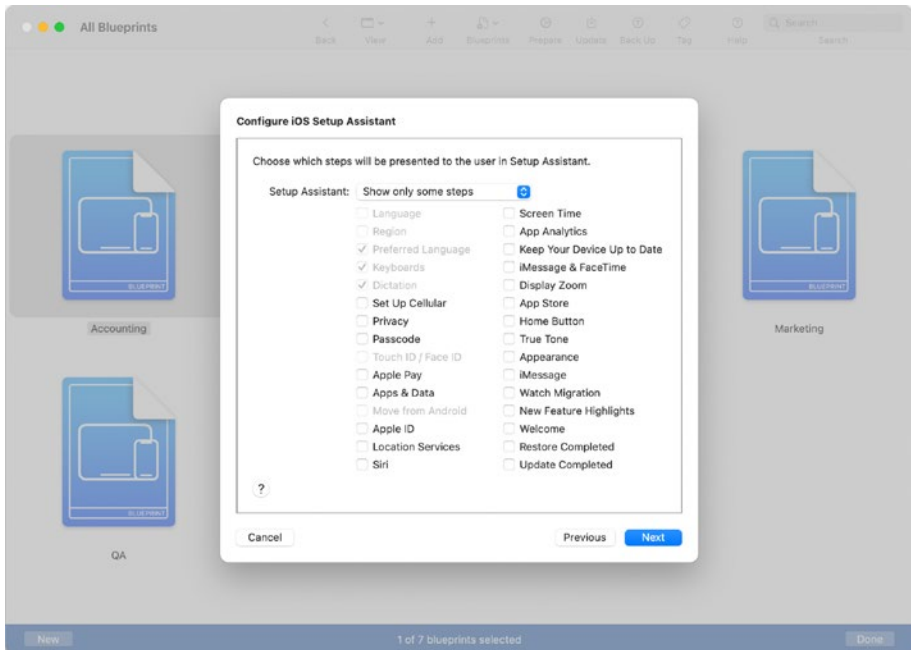 All Blueprints
Back View Add Blueprints Prepare Update Back Up Tag Help Search
Search
Configure iOS Setup Assistant
Choose which steps will be presented to the user in Setup Assistant.
Setup Assistant: Show only some steps
Language
Region
Preferred Language
Keyboards
Dictation
Set Up Cellular
Privacy
Passcode
Touch ID / Face ID
Apple Pay
Apps & Data
Move from Android
Apple ID
Location Services
Siri
Screen Time
App Analytics
Keep Your Device Up to Date
iMessage & FaceTime
Display Zoom
App Store
Home Button
True Tone
Appearance
iMessage
Watch Migration
New Feature Highlights
Welcome
Restore Completed
Update Completed
?
Cancel Previous Next
BLUEPRINT
Accounting
BLUEPRINT
Marketing
BLUEPRINT
QA
New 1 of 7 blueprints selected Done